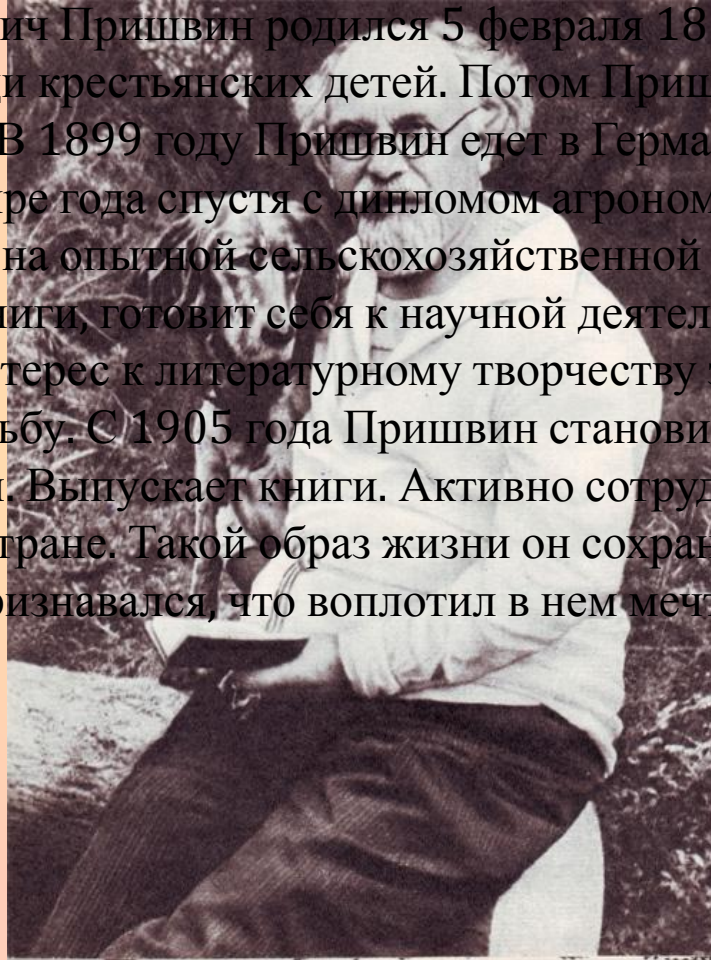 ич Пришвин родился 5 февраля 18
и крестьянских детей. Потом Приш
В 1899 году Пришвин едет в Герма
ре года спустя с дипломом агроном
на опытной сельскохозяйственной
иги, готовит себя к научной деятел
терес к литературному творчеству
ьбу. С 1905 года Пришвин станови
. Выпускает книги. Активно сотруд
тране. Такой образ жизни он сохран
ризнавался, что воплотил в нем мечт